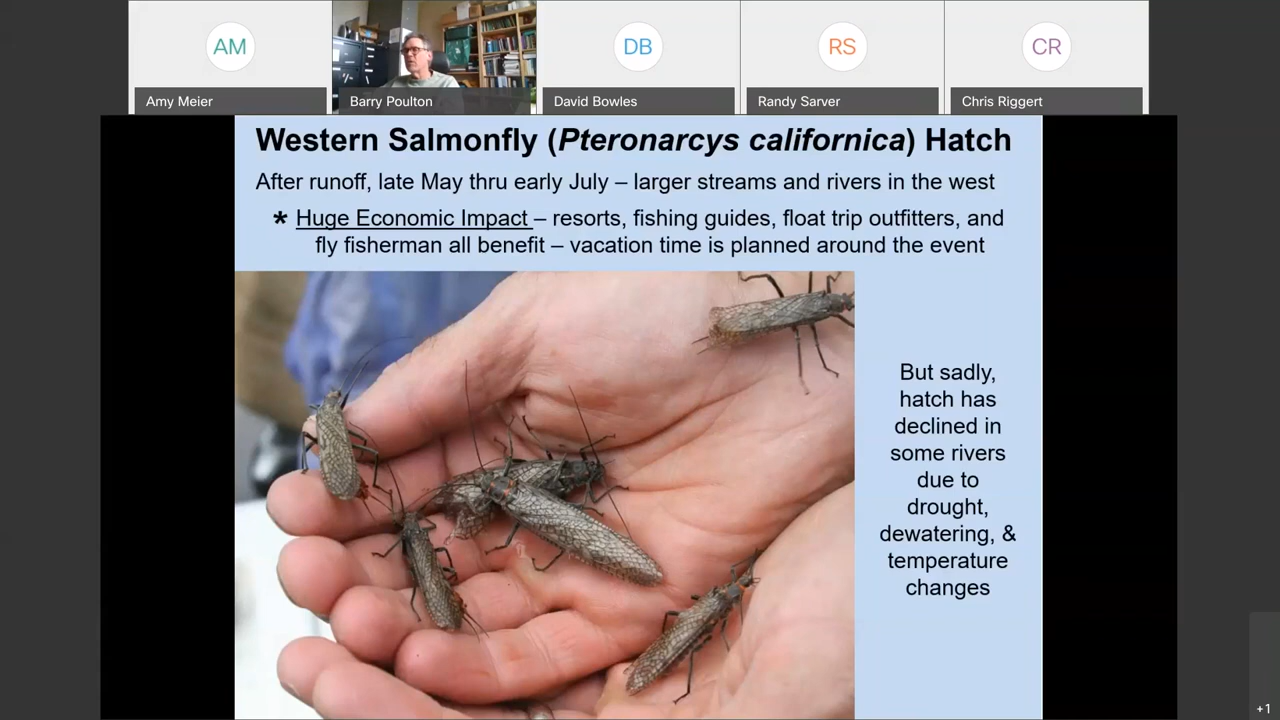 AM
DB
RS
CR
Amy Meier
Barry Poulton
David Bowles
Randy Sarver
Chris Riggert
Western Salmonfly (Pteronarcys californica) Hatch
After runoff, late May thru early July – larger streams and rivers in the west
* Huge Economic Impact – resorts, fishing guides, float trip outfitters, and
fly fisherman all benefit – vacation time is planned around the event
But sadly,
hatch has
declined in
some rivers
due to
drought,
dewatering, &
temperature
changes
+1